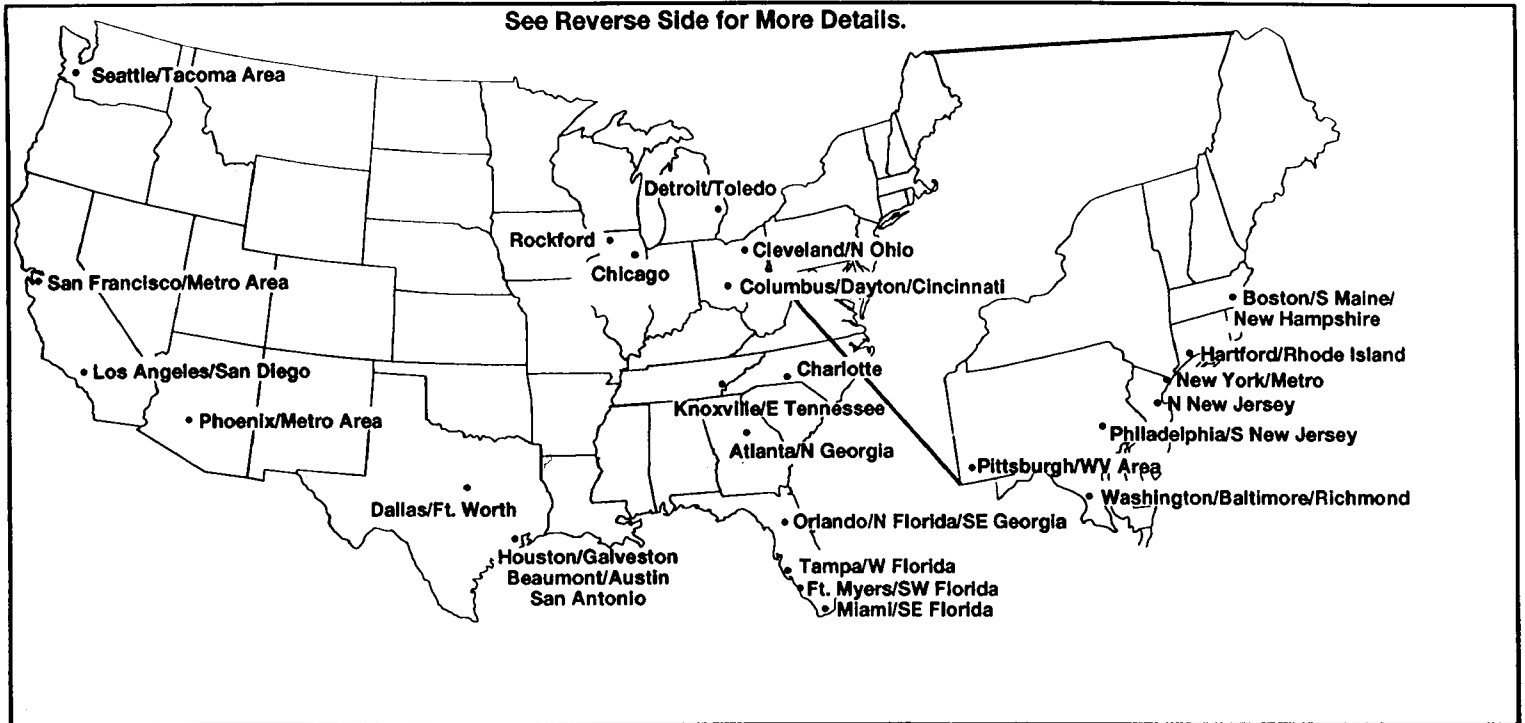 See Reverse Side for More Details.
Seattle/Tacoma Area
Detroit/Toledo
Rockford
Cleveland/N Ohio
Chicago
San Francisco/Metro Area
Columbus/Dayton/Cincinnati
Boston/S Maine/
New Hampshire
Hartford/Rhode Island
Los Angeles/San Diego
Charlotte
New York/Metro
N New Jersey
Knoxville/E Tennessee
Phoenix/Metro Area
Philadelphia/S New Jersey
Atlanta/N Georgia
Pittsburgh/WV Area
Washington/Baltimore/Richmond
Dallas/Ft. Worth
Orlando/N Florida/SE Georgia
Houston/Galveston
Beaumont/Austin
San Antonio
Tampa/W Florida
Ft. Myers/SW Florida
Miami/SE Florida